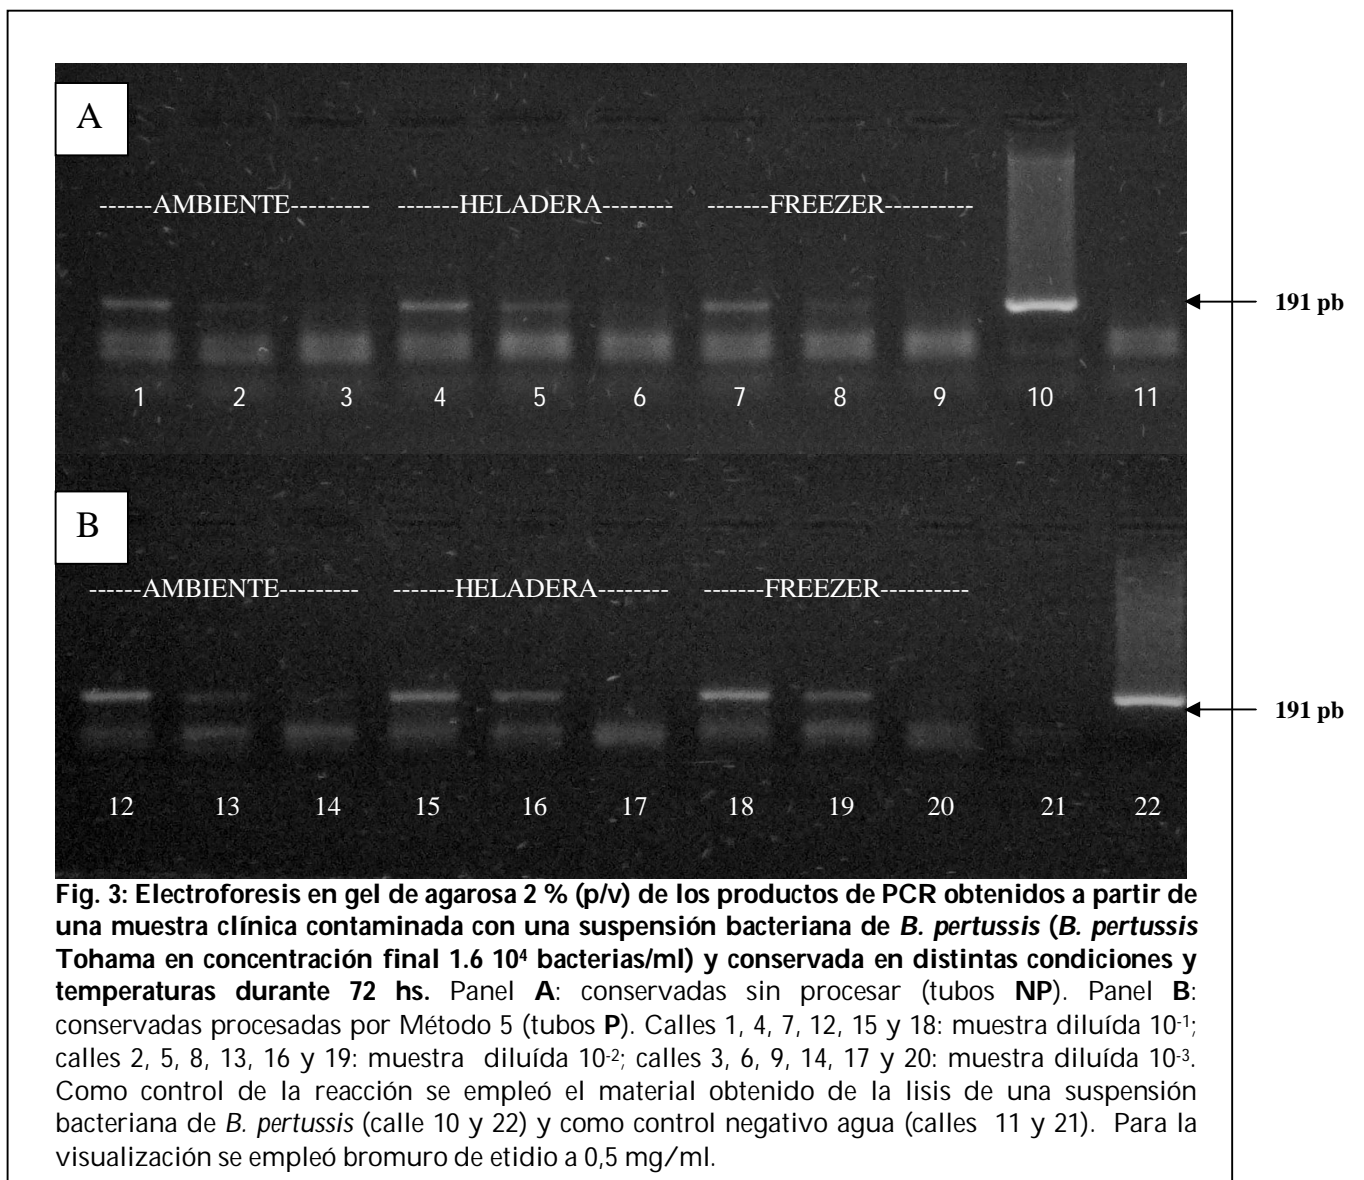 A
------AMBIENTE---------
-------HELADERA-------
-------FREEZER----------
191 pb
1 2 3 4 5 6 7 8 9 10 11
B
------AMBIENTE---------
-------HELADERA--------
-------FREEZER----------
191 pb
12 13 14 15 16 17 18 19 20 21 22
Fig. 3: Electroforesis en gel de agarosa 2 % (p/v) de los productos de PCR obtenidos a partir de
una muestra clínica contaminada con una suspensión bacteriana de B. pertussis (B. pertussis
Tohama en concentración final 1.6 10⁴ bacterias/ml) y conservada en distintas condiciones y
temperaturas durante 72 hs. Panel A: conservadas sin procesar (tubos NP). Panel B:
conservadas procesadas por Método 5 (tubos P). Calles 1, 4, 7, 12, 15 y 18: muestra diluída 10⁻¹;
calles 2, 5, 8, 13, 16 y 19: muestra diluída 10⁻²; calles 3, 6, 9, 14, 17 y 20: muestra diluída 10⁻³.
Como control de la reacción se empleó el material obtenido de la lisis de una suspensión
bacteriana de B. pertussis (calle 10 y 22) y como control negativo agua (calles 11 y 21). Para la
visualización se empleó bromuro de etidio a 0,5 mg/ml.